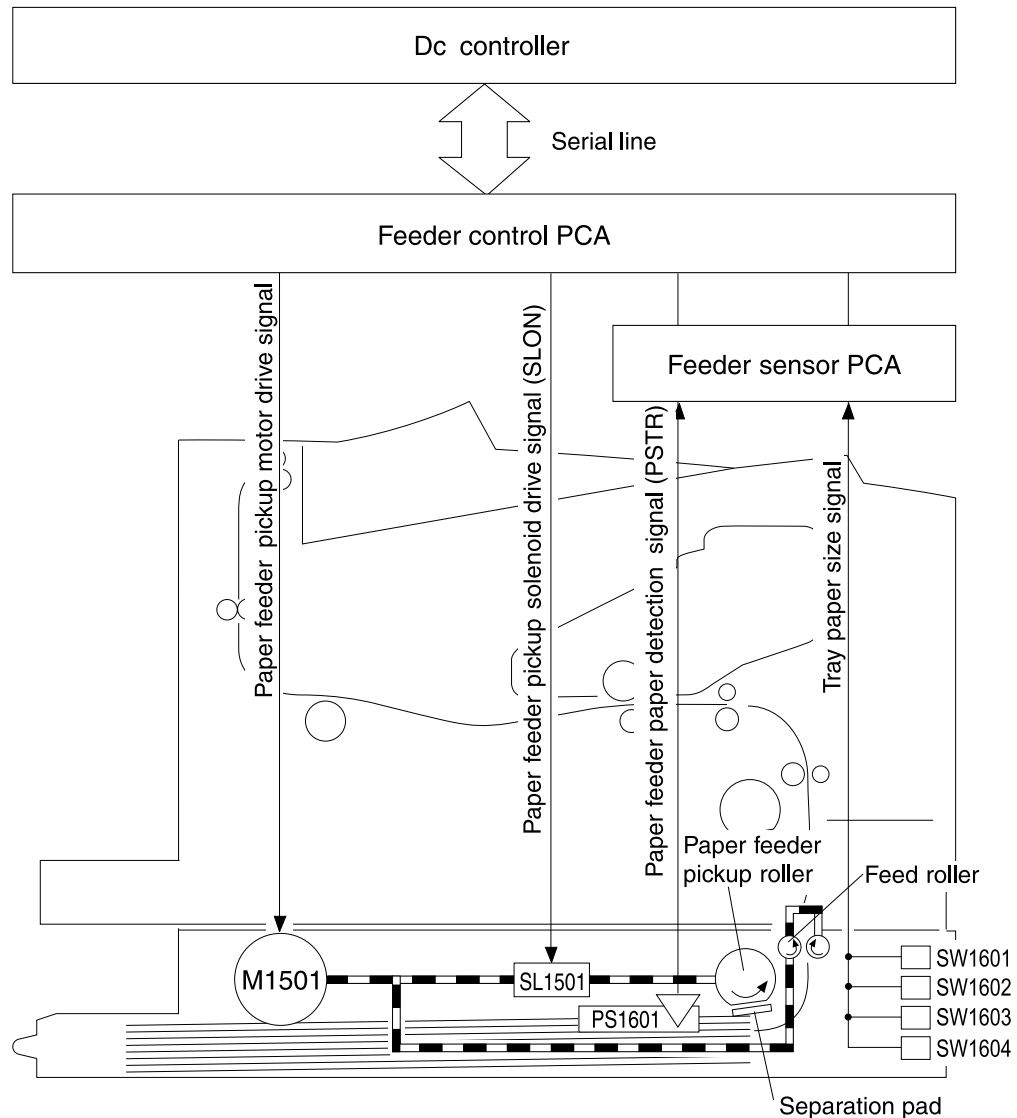 Dc controller
Serial line
Feeder control PCA
Paper feeder pickup motor drive signal
Paper feeder pickup solenoid drive signal (SLON)
Feeder sensor PCA
Paper feeder paper detection signal (PSTR)
Tray paper size signal
Paper feeder
pickup roller
Feed roller
M1501
SL1501
PS1601
SW1601
SW1602
SW1603
SW1604
Separation pad